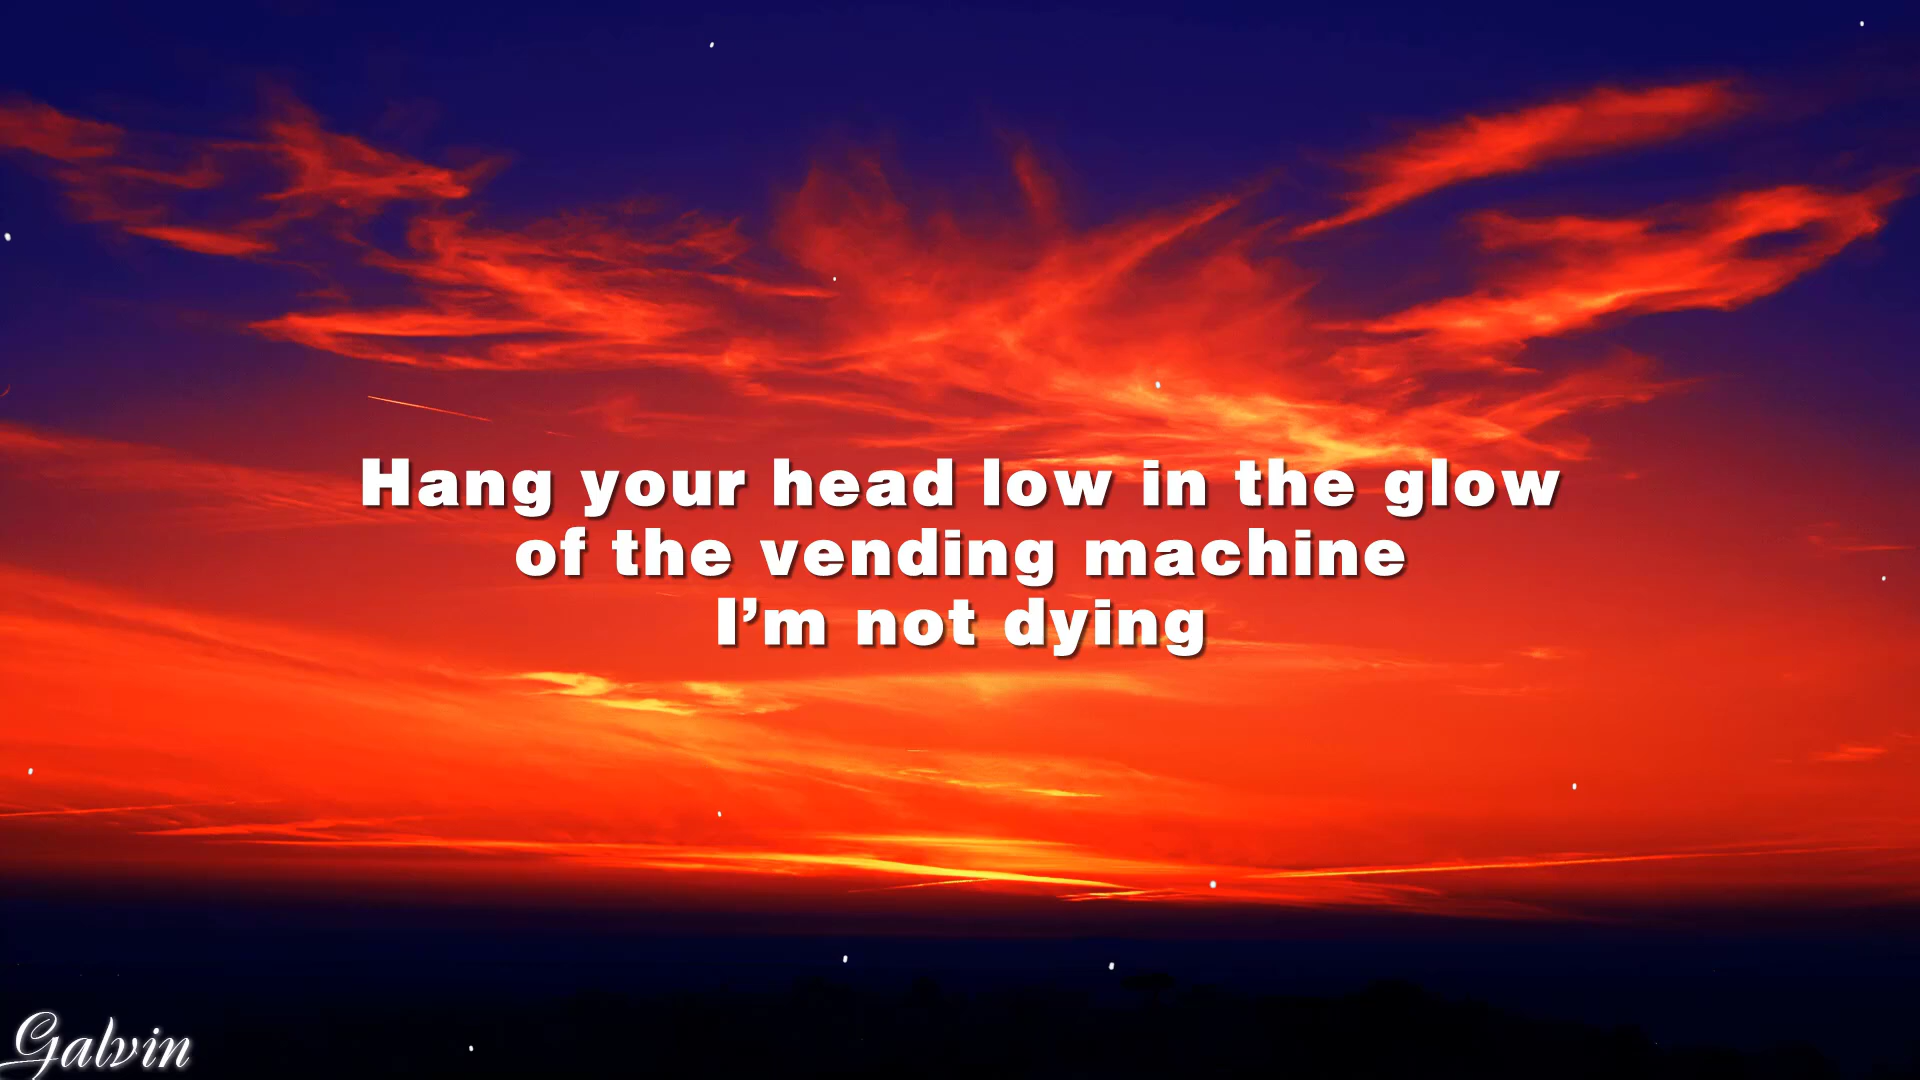 Hang your head low in the glow
of the vending machine
I’m not dying
Galvin